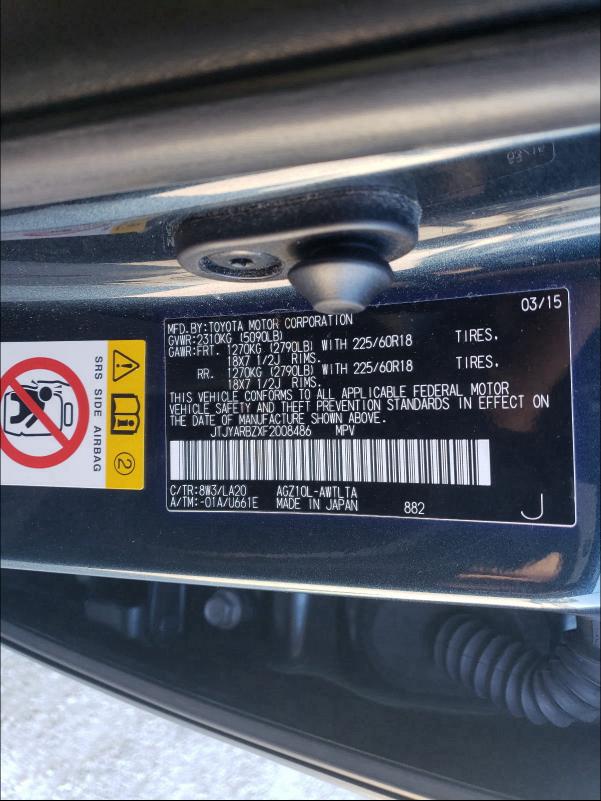 03/15
03/15
MFD.BY:TOYOTA MOTOR CORPORATION
GVWR:2310KG (5090LB)
GAWR:FRT. 1270KG (2790LB) WITH 225/60R18 TIRES.
18X7 1/2J RIMS.
RR. 1270KG (2790LB) WITH 225/60R18 TIRES.
18X7 1/2J RIMS.
THIS VEHICLE CONFORMS TO ALL APPLICABLE FEDERAL MOTOR
VEHICLE SAFETY AND THEFT PREVENTION STANDARDS IN EFFECT ON
THE DATE OF MANUFACTURE SHOWN ABOVE.
JTJYARBZXF2008486 MPV
C/TR:8W3/LA20 AGZ10L-AWTLTA
A/TM:-01A/U661E MADE IN JAPAN 882 J
SRS SIDE AIRBAG
2